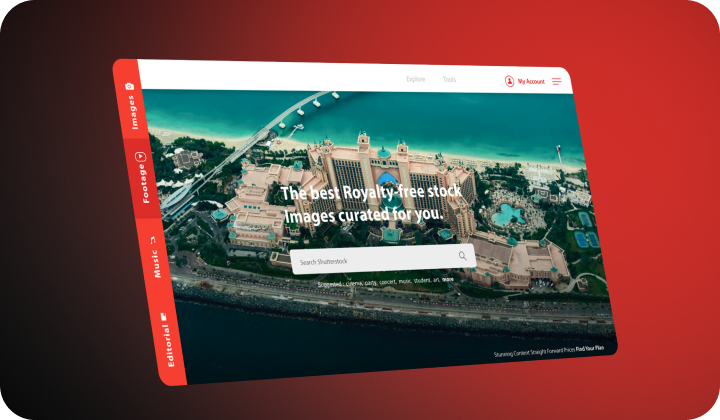 Explore Tools My Account
Images
Footage
Music
Editorial
The best Royalty-free stock
Images curated for you.
Search Shutterstock
Suggested : cinema, party, concert, music, student, art, more
Stunning Content Straight Forward Prices Find Your Plan